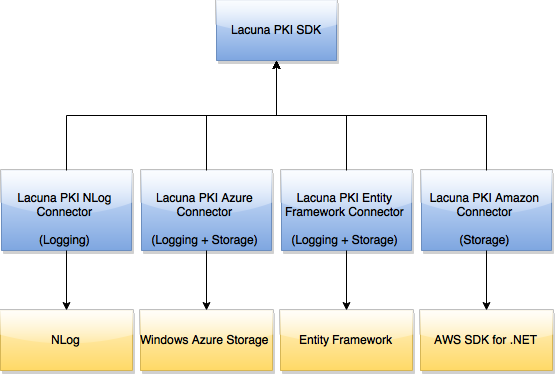 Lacuna PKI SDK
Lacuna PKI NLog
Connector
(Logging)
Lacuna PKI Azure
Connector
(Logging + Storage)
Lacuna PKI Entity
Framework Connector
(Logging + Storage)
Lacuna PKI Amazon
Connector
(Storage)
NLog
Windows Azure Storage
Entity Framework
AWS SDK for .NET